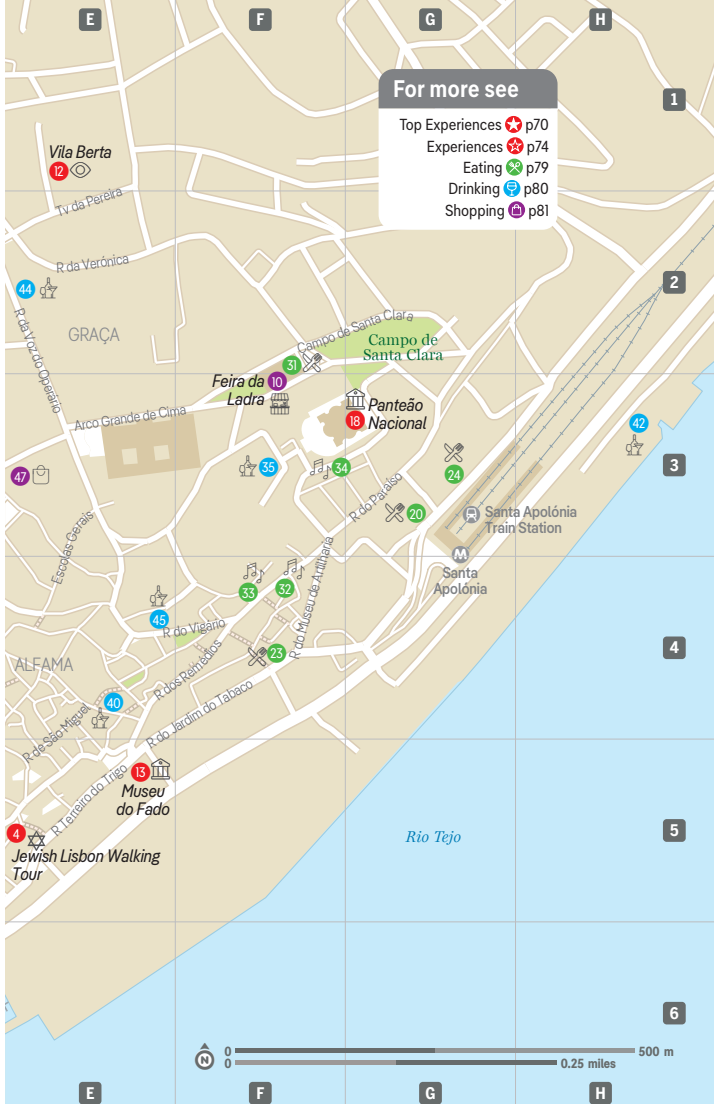 E
F
G
H
For more see
Top Experiences p70
Experiences p74
Eating p79
Drinking p80
Shopping p81
1
Vila Berta
12
Tv da Pereira
R da Verónica
44
2
R da Voz do Operário
GRAÇA
Campo de Santa Clara
Campo de
Santa Clara
31
Feira da
Ladra
10
Panteão
Nacional
18
Arco Grande de Cima
42
3
47
35
34
24
R do Paraíso
20
Santa Apolónia
Train Station
M
Santa
Apolónia
Escolas Gerais
33
32
R do Museu de Artilharia
45
R do Vigário
23
4
ALFAMA
R dos Remédios
40
R do Jardim do Tabaco
R de São Miguel
13
Museu
do Fado
R Terreiro do Trigo
4
Jewish Lisbon Walking
Tour
Rio Tejo
5
6
N
0
500 m
0
0.25 miles
E
F
G
H